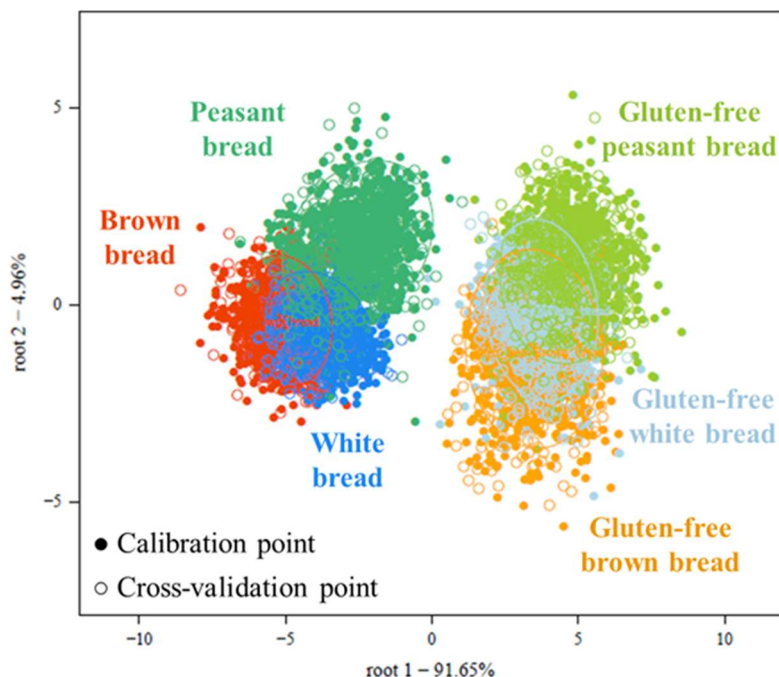 Peasant
bread
Gluten-free
peasant bread
Brown
bread
White
bread
Gluten-free
white bread
Gluten-free
brown bread
● Calibration point
○ Cross-validation point
5
0
−5
root 2 – 4.96%
−10
−5
0
5
10
root 1 – 91.65%